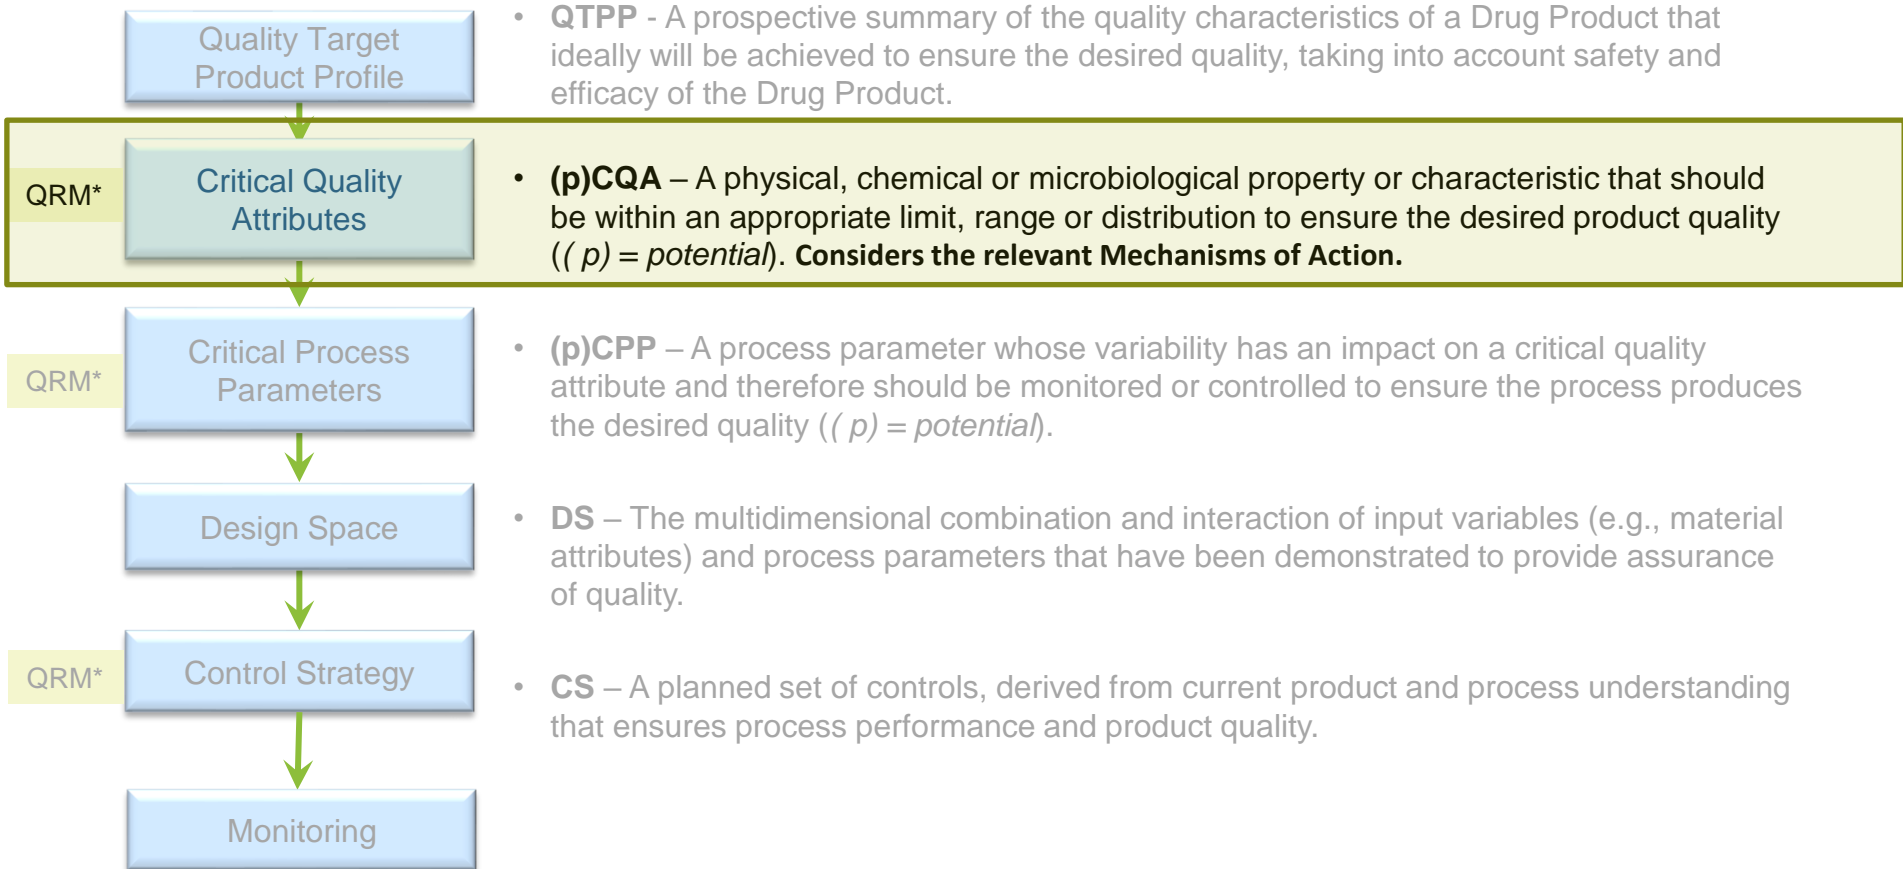 Quality Target
Product Profile
• QTPP - A prospective summary of the quality characteristics of a Drug Product that
ideally will be achieved to ensure the desired quality, taking into account safety and
efficacy of the Drug Product.
QRM*
Critical Quality
Attributes
• (p)CQA – A physical, chemical or microbiological property or characteristic that should
be within an appropriate limit, range or distribution to ensure the desired product quality
(( p) = potential). Considers the relevant Mechanisms of Action.
QRM*
Critical Process
Parameters
• (p)CPP – A process parameter whose variability has an impact on a critical quality
attribute and therefore should be monitored or controlled to ensure the process produces
the desired quality (( p) = potential).
Design Space
• DS – The multidimensional combination and interaction of input variables (e.g., material
attributes) and process parameters that have been demonstrated to provide assurance
of quality.
QRM*
Control Strategy
• CS – A planned set of controls, derived from current product and process understanding
that ensures process performance and product quality.
Monitoring